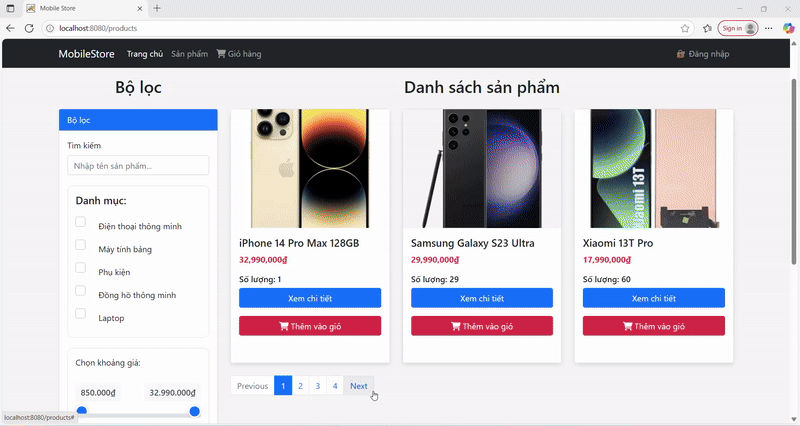 Mobile Store
localhost:8080/products
Sign in
MobileStore
Trang chủ
Sản phẩm
Giỏ hàng
Đăng nhập
Bộ lọc
Danh sách sản phẩm
Bộ lọc
Tìm kiếm
Nhập tên sản phẩm...
Danh mục:
Điện thoại thông minh
Máy tính bảng
Phụ kiện
Đồng hồ thông minh
Laptop
Chọn khoảng giá:
850.000₫
32.990.000₫
iPhone 14 Pro Max 128GB
32,990,000₫
Số lượng: 1
Xem chi tiết
Thêm vào giỏ
Samsung Galaxy S23 Ultra
29,990,000₫
Số lượng: 29
Xem chi tiết
Thêm vào giỏ
Xiaomi 13T
Xiaomi 13T Pro
17,990,000₫
Số lượng: 60
Xem chi tiết
Thêm vào giỏ
Previous 1 2 3 4 Next
localhost:8080/products#